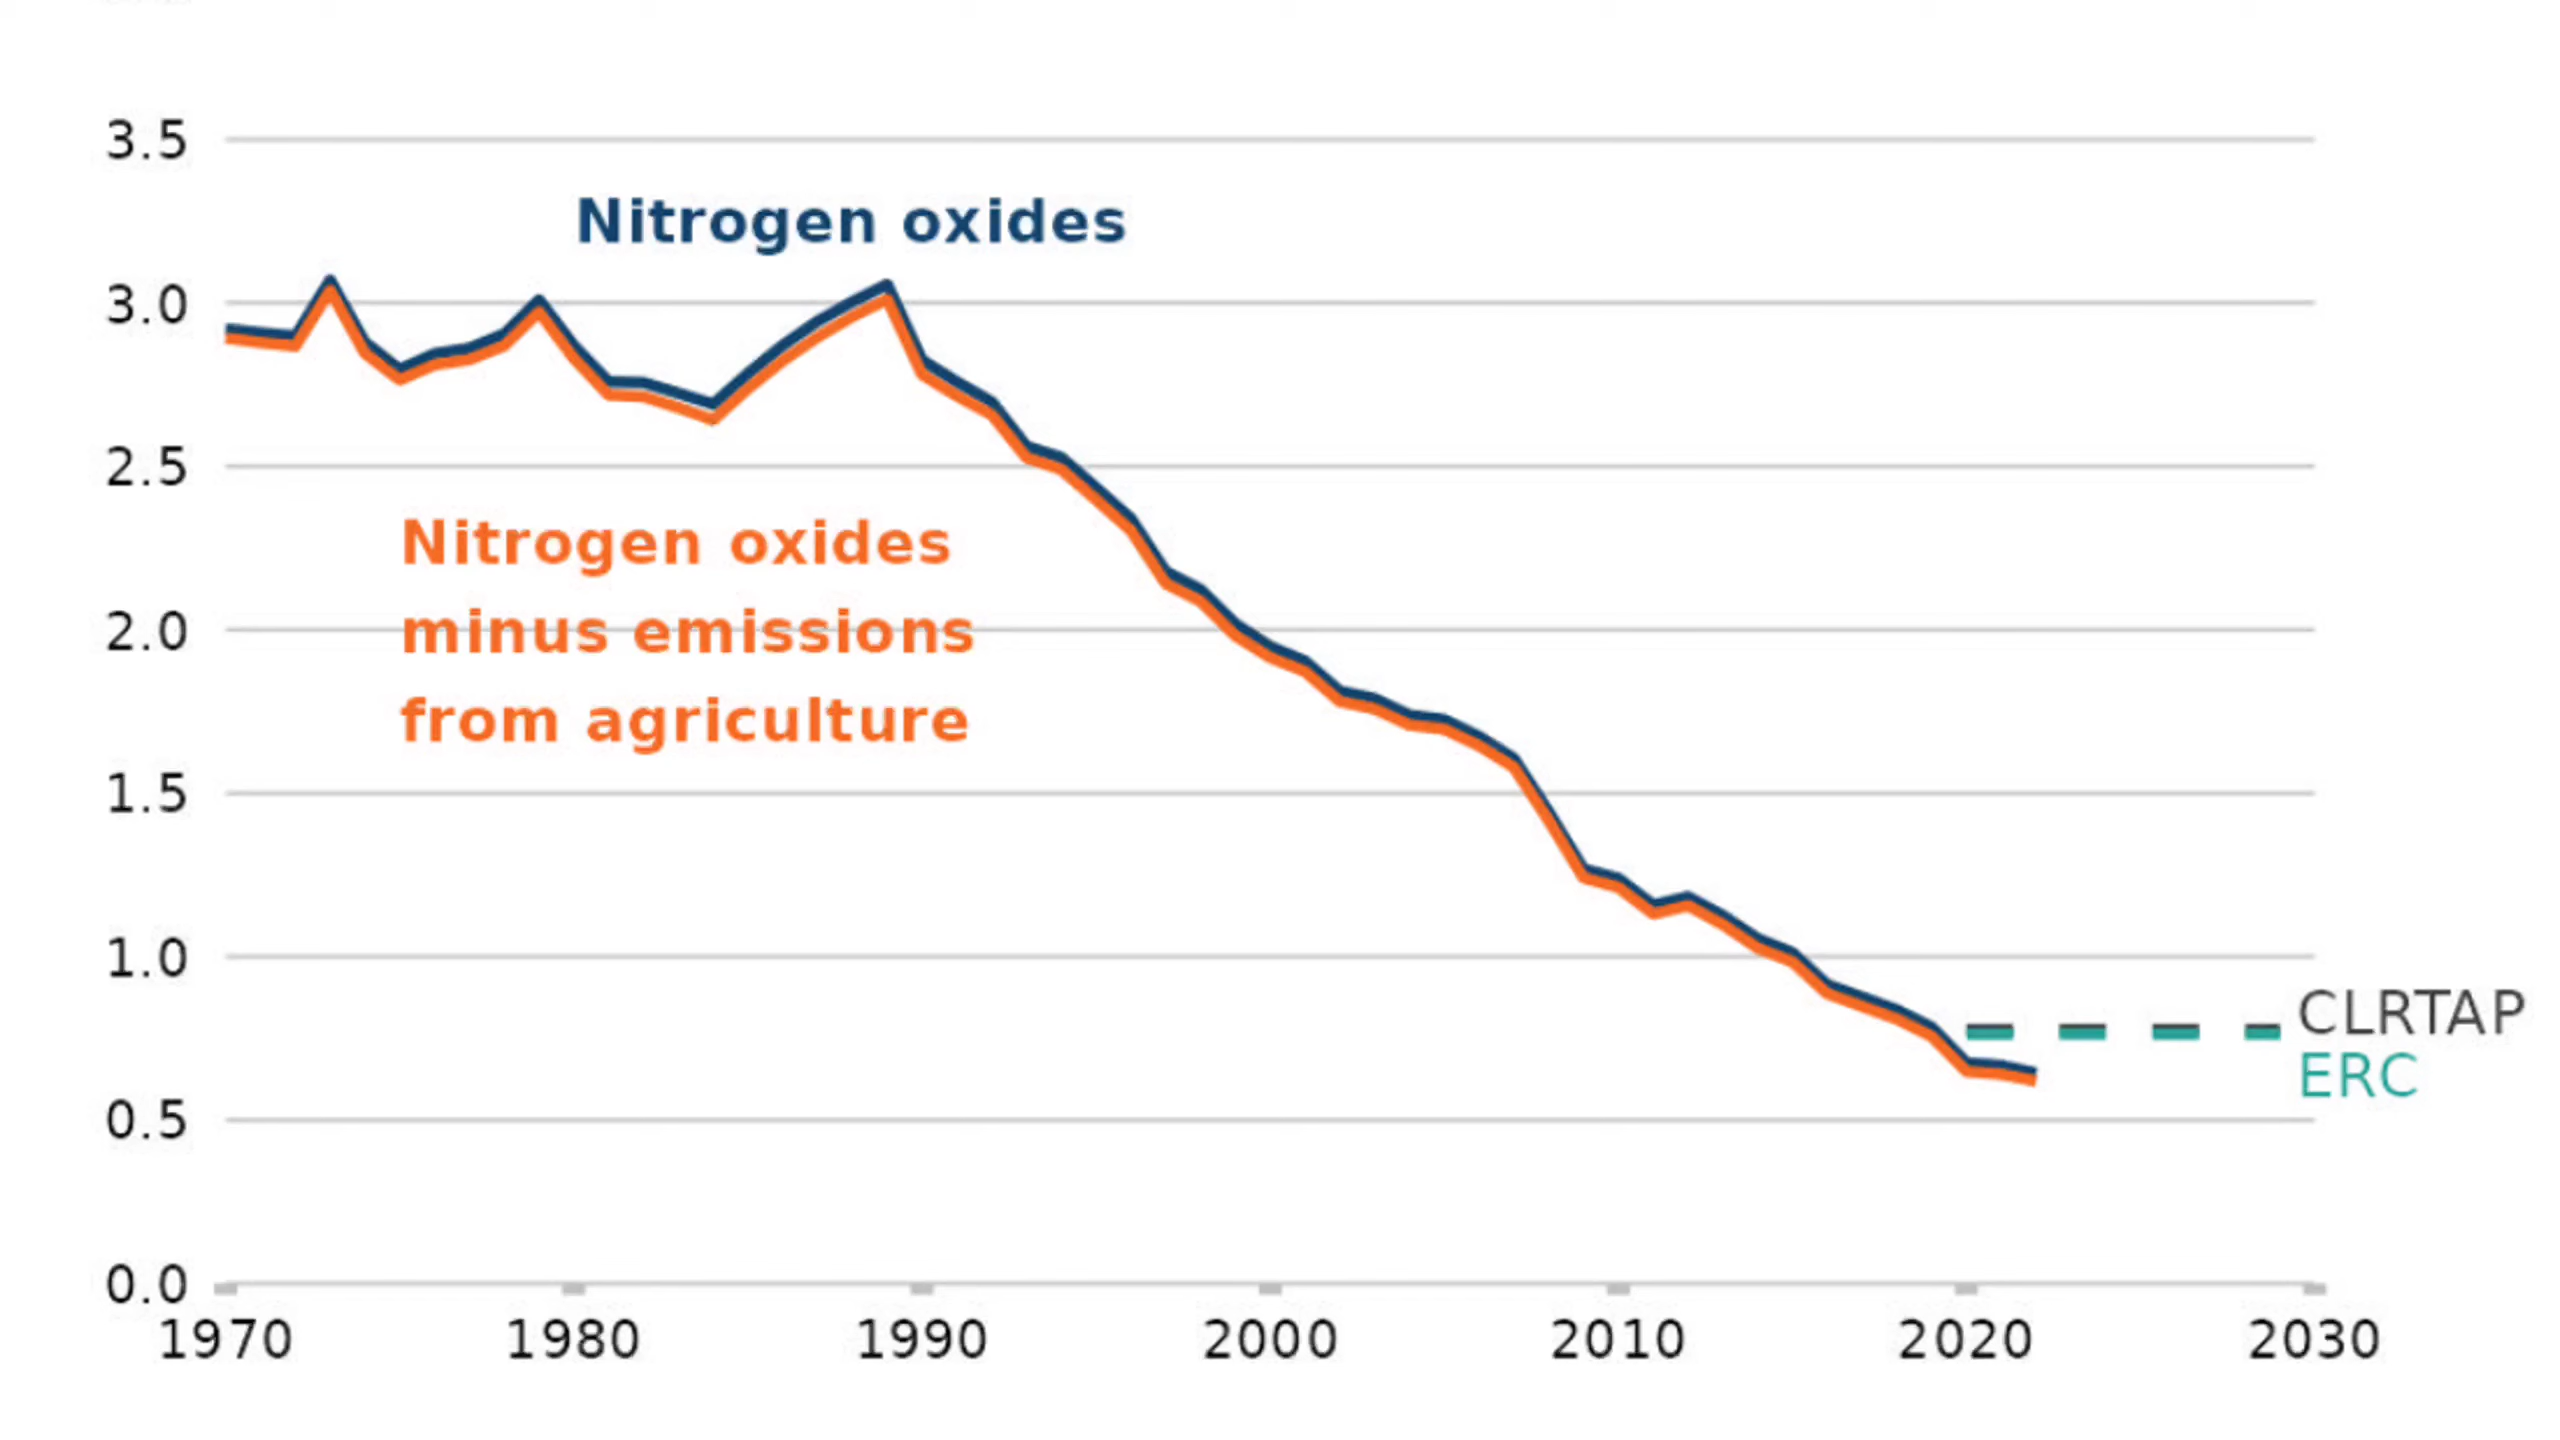 3.5
Nitrogen oxides
3.0
2.5
Nitrogen oxides
minus emissions
from agriculture
2.0
1.5
1.0
CLRTAP
ERC
0.5
0.0
1970 1980 1990 2000 2010 2020 2030